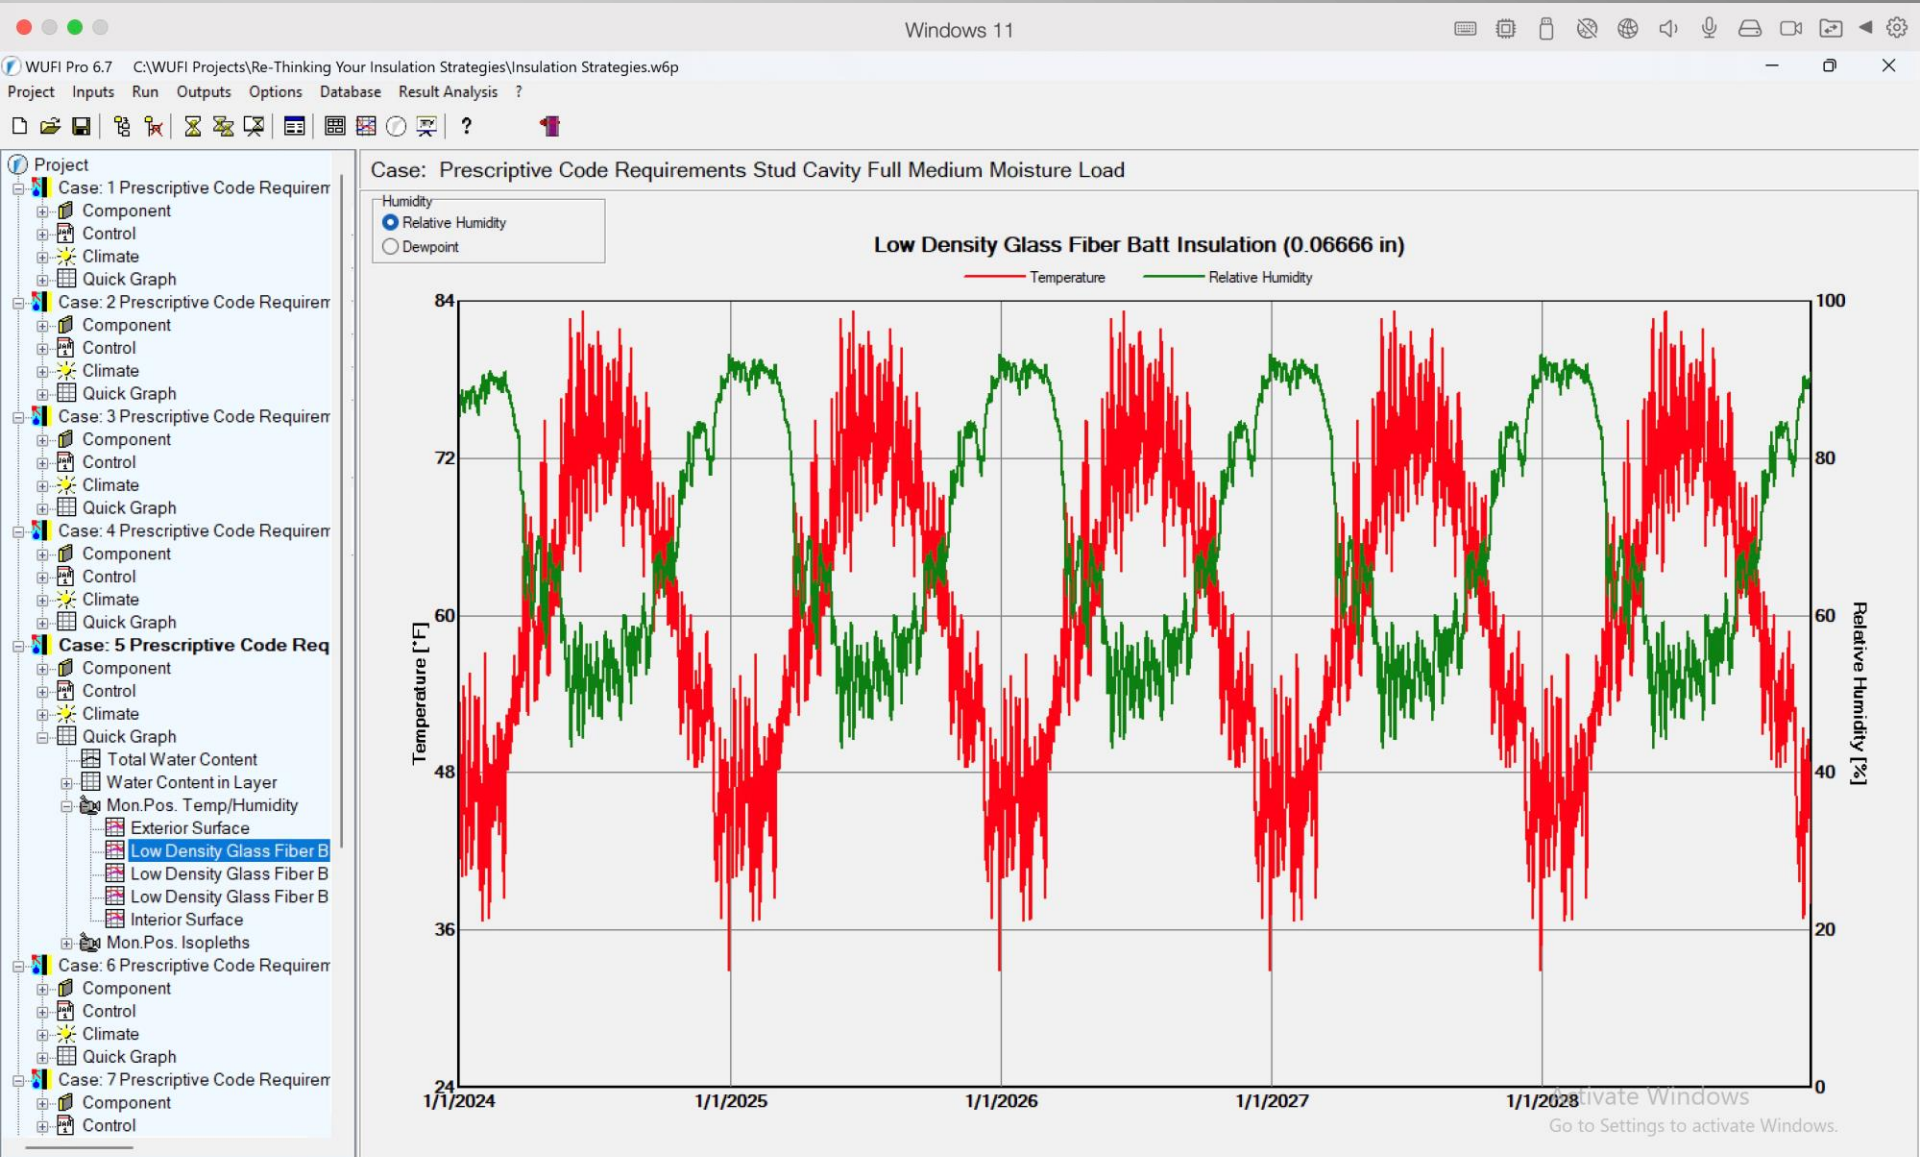 Windows 11
WUFI Pro 6.7 C:\WUFI Projects\Re-Thinking Your Insulation Strategies\Insulation Strategies.w6p
Project Inputs Run Outputs Options Database Result Analysis ?
Project
Case: 1 Prescriptive Code Requirem
Component
Control
Climate
Quick Graph
Case: 2 Prescriptive Code Requirem
Component
Control
Climate
Quick Graph
Case: 3 Prescriptive Code Requirem
Component
Control
Climate
Quick Graph
Case: 4 Prescriptive Code Requirem
Component
Control
Climate
Quick Graph
Case: 5 Prescriptive Code Req
Component
Control
Climate
Quick Graph
Total Water Content
Water Content in Layer
Mon.Pos. Temp/Humidity
Exterior Surface
Low Density Glass Fiber B
Low Density Glass Fiber B
Low Density Glass Fiber B
Interior Surface
Mon.Pos. Isopleths
Case: 6 Prescriptive Code Requirem
Component
Control
Climate
Quick Graph
Case: 7 Prescriptive Code Requirem
Component
Control
Case: Prescriptive Code Requirements Stud Cavity Full Medium Moisture Load
Humidity
Relative Humidity
Dewpoint
Low Density Glass Fiber Batt Insulation (0.06666 in)
Temperature Relative Humidity
84 100
72 80
60 60
48 40
36 20
24 0
Temperature [°F]
Relative Humidity [%]
1/1/2024 1/1/2025 1/1/2026 1/1/2027 1/1/2028
Activate Windows
Go to Settings to activate Windows.